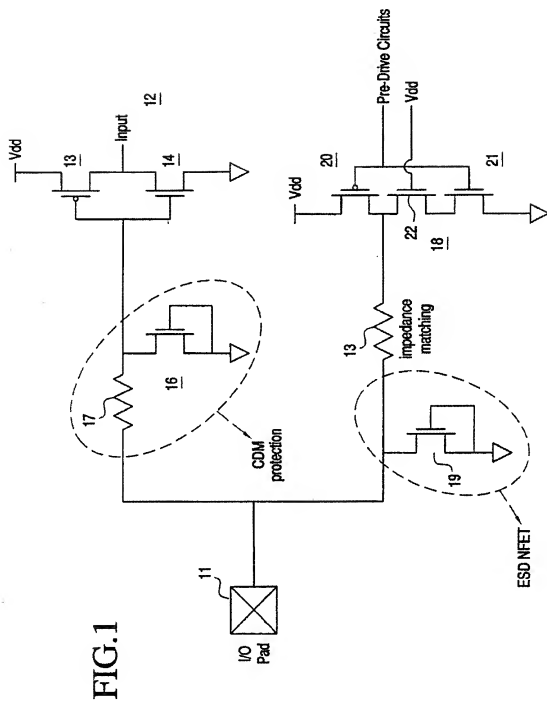 FIG.1
I/O
Pad
11
17
16
CDM
protection
Vdd
13
Input
12
14
ESD NFET
19
13
impedance
matching
Vdd
20
22
18
Pre-Drive Circuits
Vdd
21